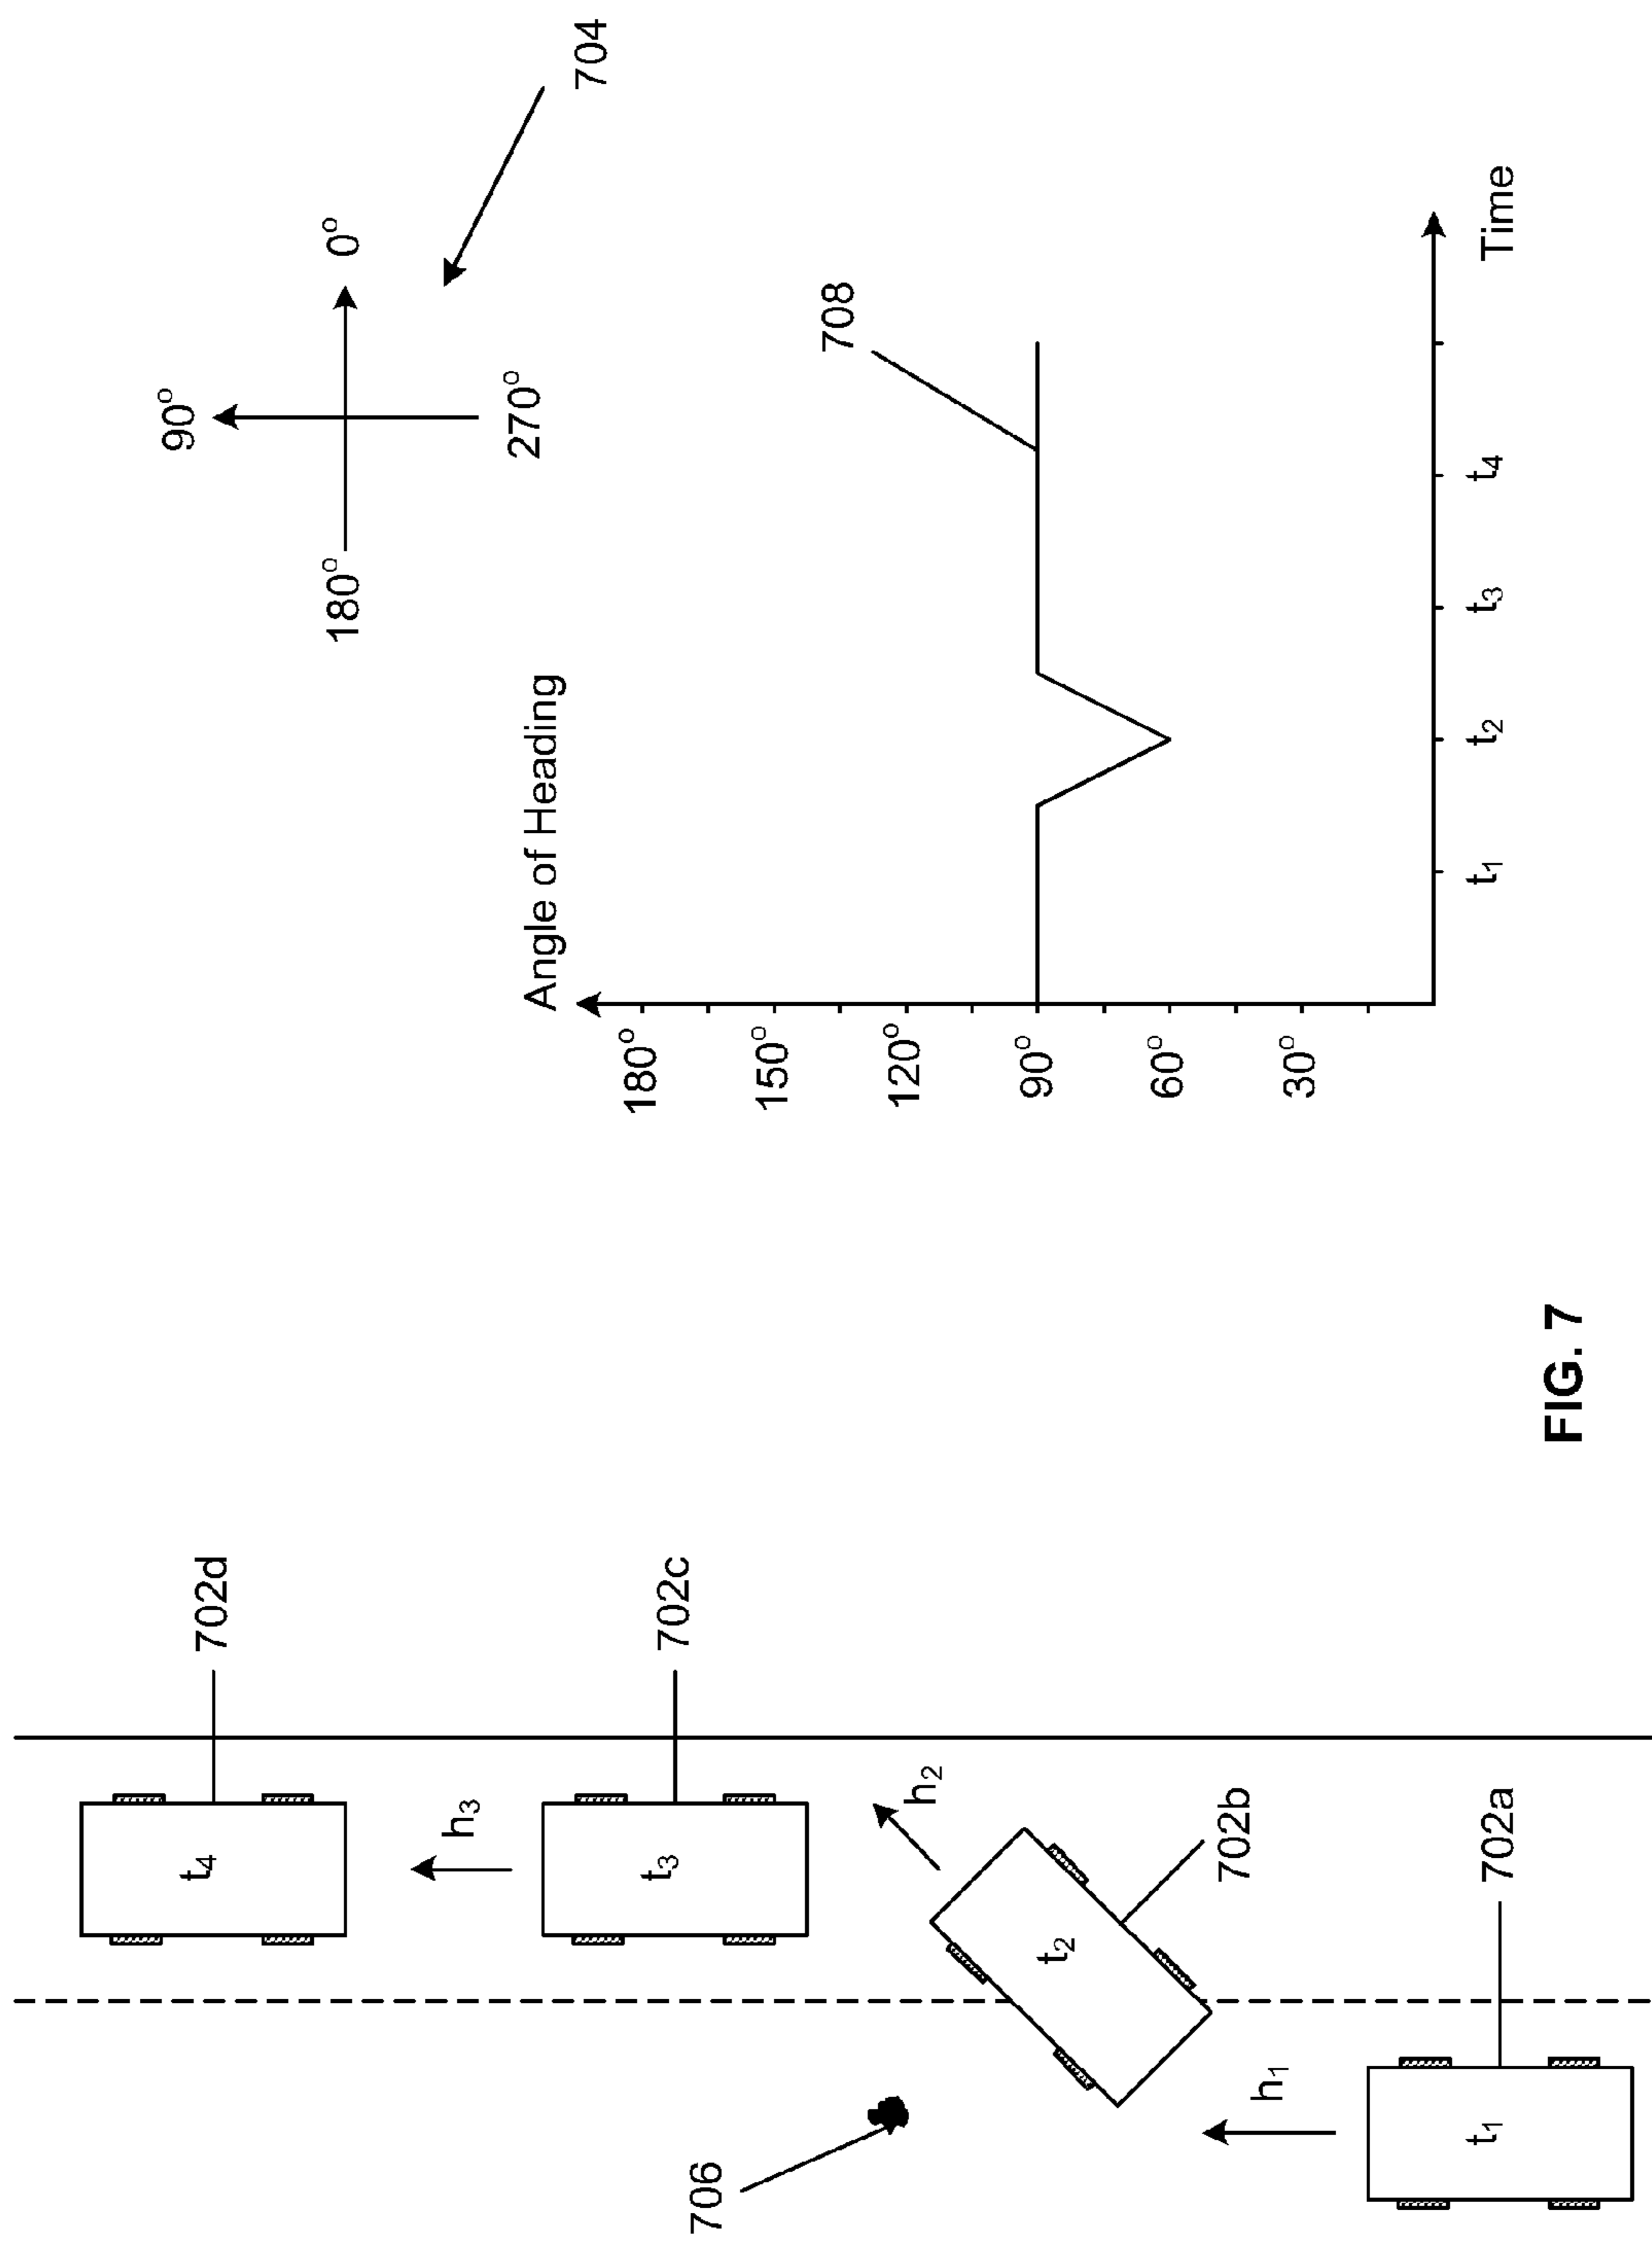 706
t₄
702d
h₃
t₃
702c
h₂
t₂
702b
h₁
t₁
702a
90°
180°
0°
270°
704
Angle of Heading
180°
150°
120°
90°
60°
30°
708
t₁
t₂
t₃
t₄
Time
FIG. 7